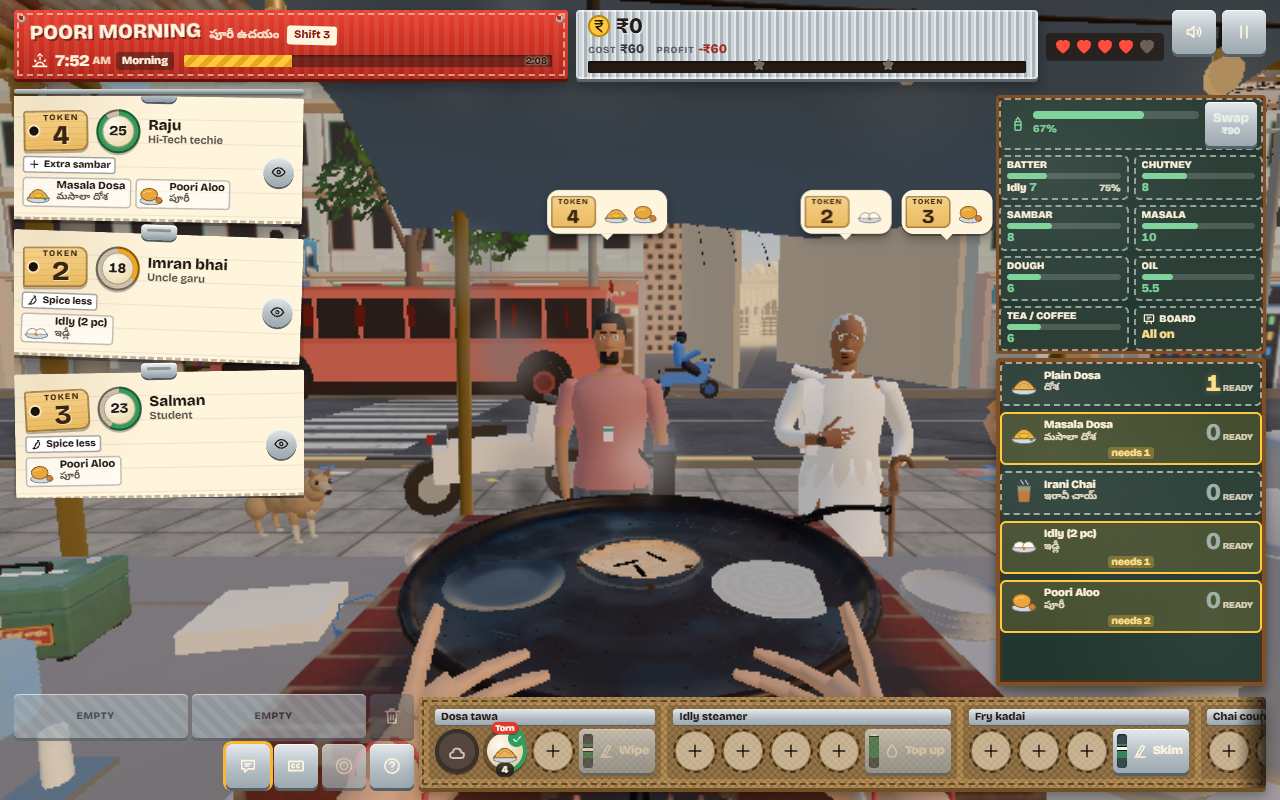 POORI MORNING పూరీ ఉదయం Shift 3
7:52 AM Morning 2:08
₹ ₹0
COST ₹60 PROFIT -₹60
TOKEN
4
25
Raju
Hi-Tech techie
+ Extra sambar
Masala Dosa
మసాలా దోశ
Poori Aloo
పూరీ
TOKEN
2
18
Imran bhai
Uncle garu
Spice less
Idly (2 pc)
ఇడ్లీ
TOKEN
3
23
Salman
Student
Spice less
Poori Aloo
పూరీ
TOKEN
4
TOKEN
2
TOKEN
3
67%
Swap
₹90
BATTER
Idly 7 75%
CHUTNEY
8
SAMBAR
8
MASALA
10
DOUGH
6
OIL
5.5
TEA / COFFEE
6
BOARD
All on
Plain Dosa
దోశ
1 READY
Masala Dosa
మసాలా దోశ
0 READY
needs 1
Irani Chai
ఇరానీ చాయ్
0 READY
Idly (2 pc)
ఇడ్లీ
0 READY
needs 1
Poori Aloo
పూరీ
0 READY
needs 2
EMPTY
EMPTY
CC
Dosa tawa
Torn
4
Wipe
Idly steamer
Top up
Fry kadai
Skim
Chai coun